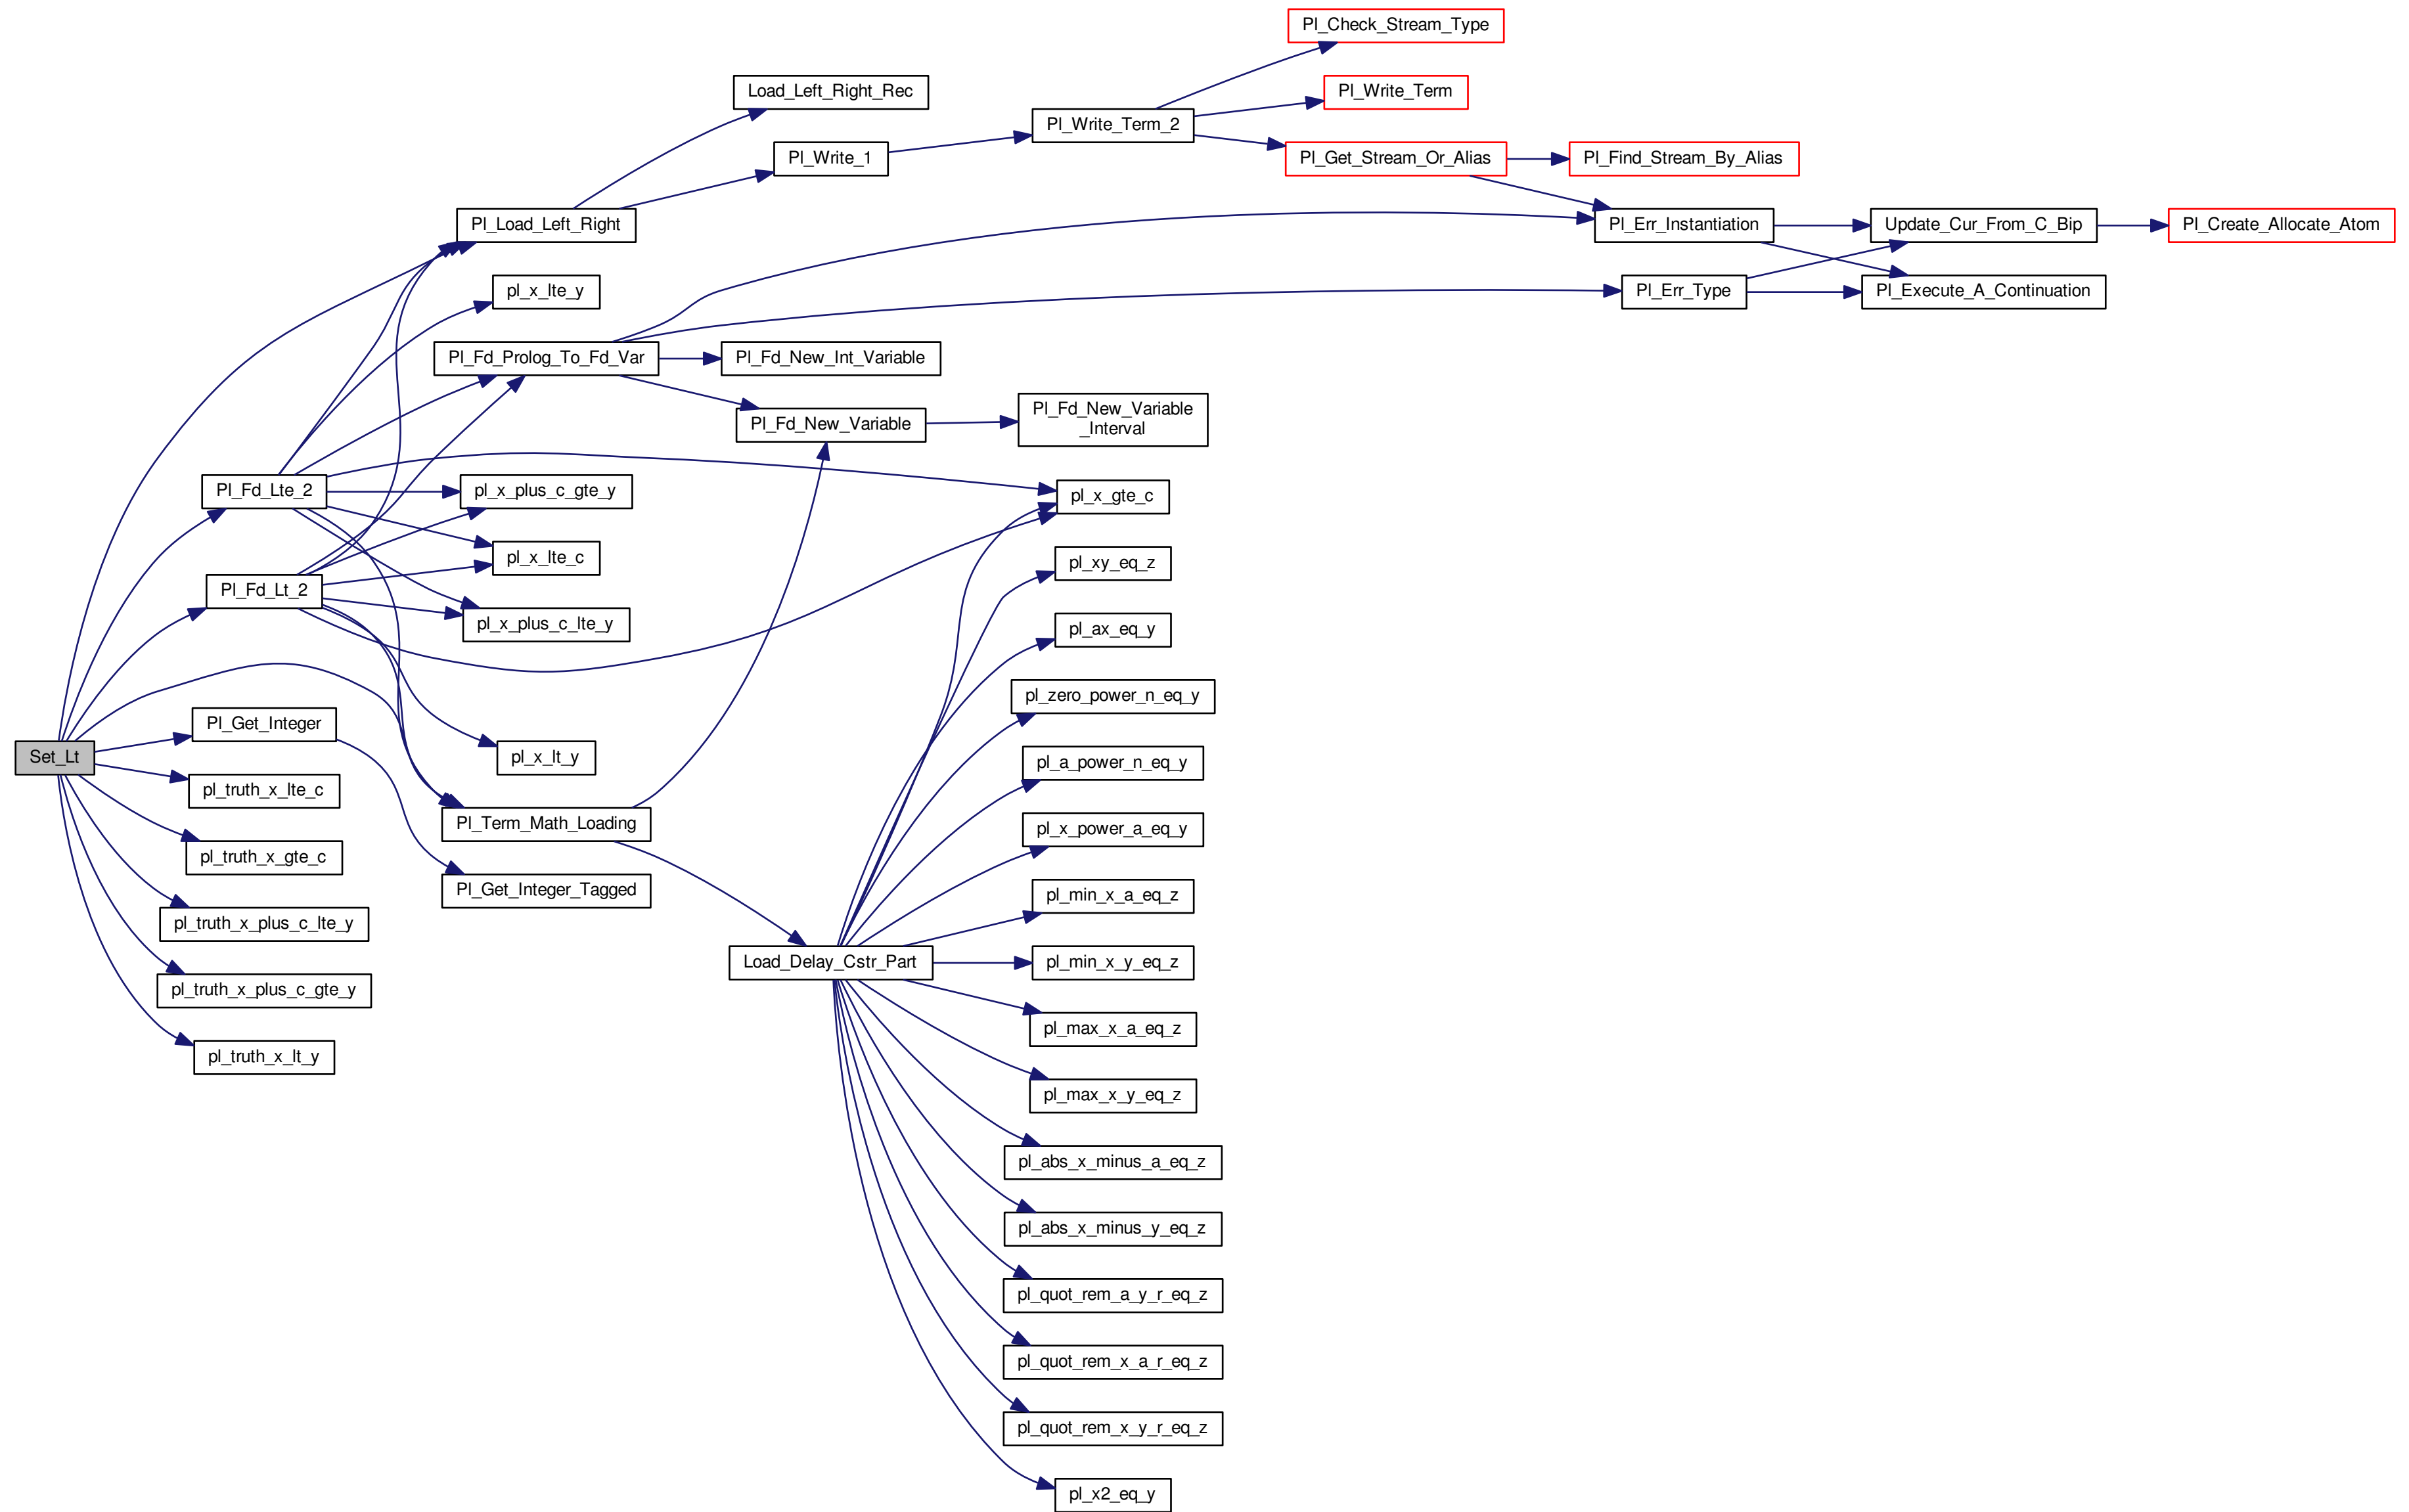 Pl_Check_Stream_Type
Load_Left_Right_Rec
Pl_Write_Term
Pl_Write_Term_2
Pl_Write_1
Pl_Get_Stream_Or_Alias
Pl_Find_Stream_By_Alias
Pl_Load_Left_Right
Pl_Err_Instantiation
Update_Cur_From_C_Bip
Pl_Create_Allocate_Atom
pl_x_lte_y
Pl_Err_Type
Pl_Execute_A_Continuation
Pl_Fd_Prolog_To_Fd_Var
Pl_Fd_New_Int_Variable
Pl_Fd_New_Variable
Pl_Fd_New_Variable
_Interval
Pl_Fd_Lte_2
pl_x_plus_c_gte_y
pl_x_gte_c
pl_x_lte_c
pl_xy_eq_z
Pl_Fd_Lt_2
pl_x_plus_c_lte_y
pl_ax_eq_y
pl_zero_power_n_eq_y
Pl_Get_Integer
Set_Lt
pl_x_lt_y
pl_a_power_n_eq_y
pl_truth_x_lte_c
Pl_Term_Math_Loading
pl_x_power_a_eq_y
pl_truth_x_gte_c
Pl_Get_Integer_Tagged
pl_min_x_a_eq_z
pl_truth_x_plus_c_lte_y
Load_Delay_Cstr_Part
pl_min_x_y_eq_z
pl_truth_x_plus_c_gte_y
pl_max_x_a_eq_z
pl_truth_x_lt_y
pl_max_x_y_eq_z
pl_abs_x_minus_a_eq_z
pl_abs_x_minus_y_eq_z
pl_quot_rem_a_y_r_eq_z
pl_quot_rem_x_a_r_eq_z
pl_quot_rem_x_y_r_eq_z
pl_x2_eq_y